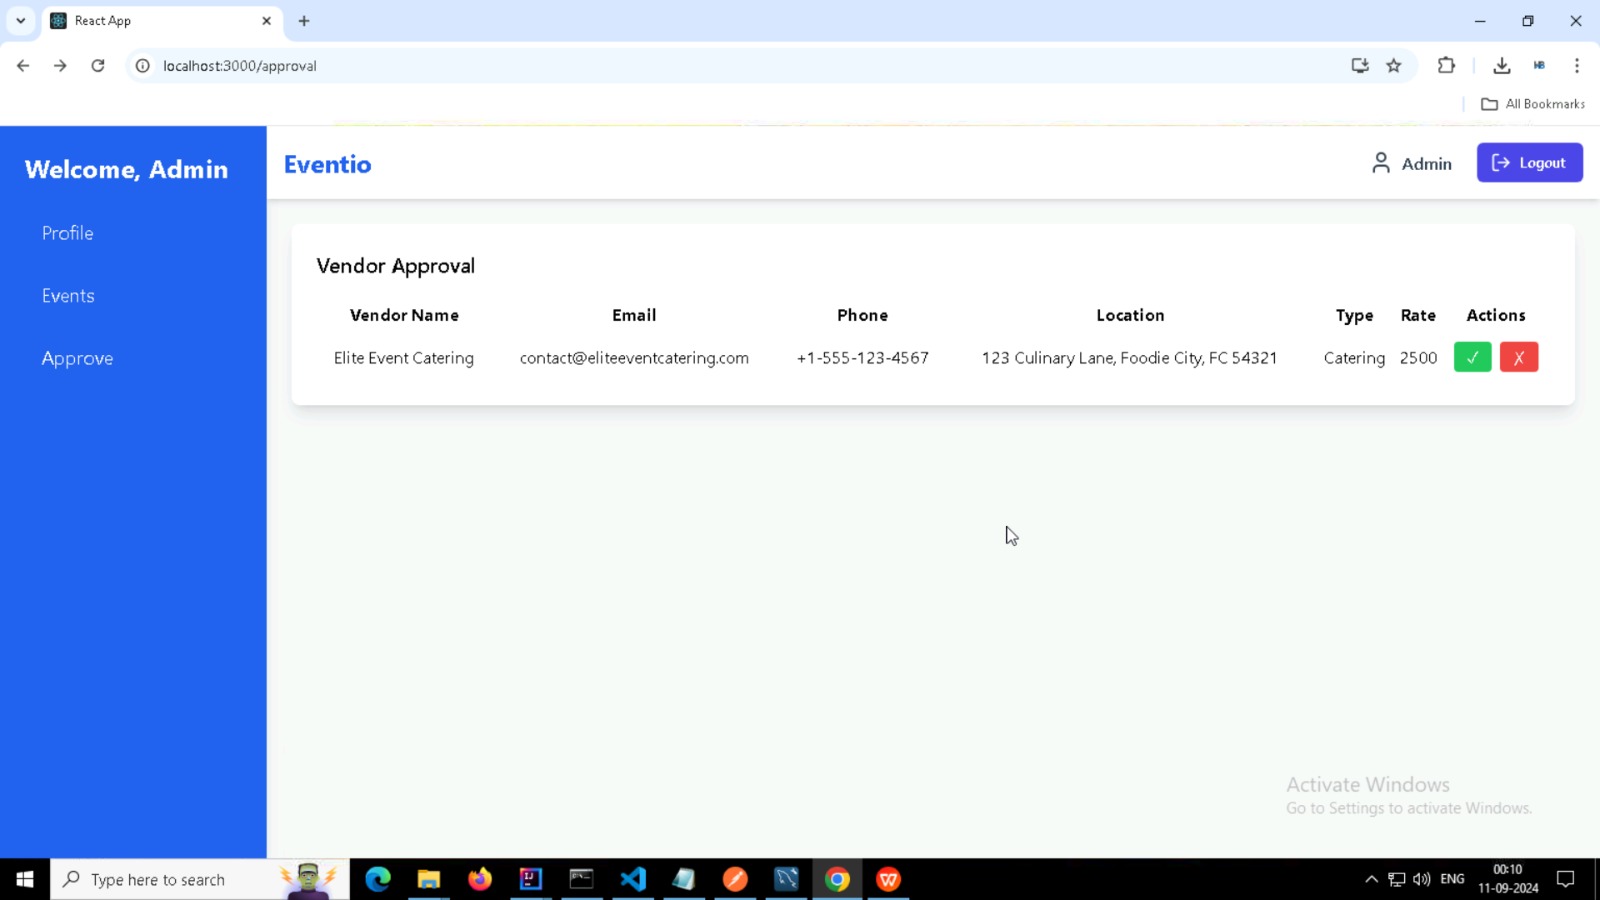 React App
localhost:3000/approval
All Bookmarks
Welcome, Admin
Eventio
Admin
Logout
Profile
Events
Approve
Vendor Approval
Vendor Name Email Phone Location Type Rate Actions
Elite Event Catering contact@eliteeventcatering.com +1-555-123-4567 123 Culinary Lane, Foodie City, FC 54321 Catering 2500 ✓ ✗
Activate Windows
Go to Settings to activate Windows.
Type here to search
ENG
00:10
11-09-2024